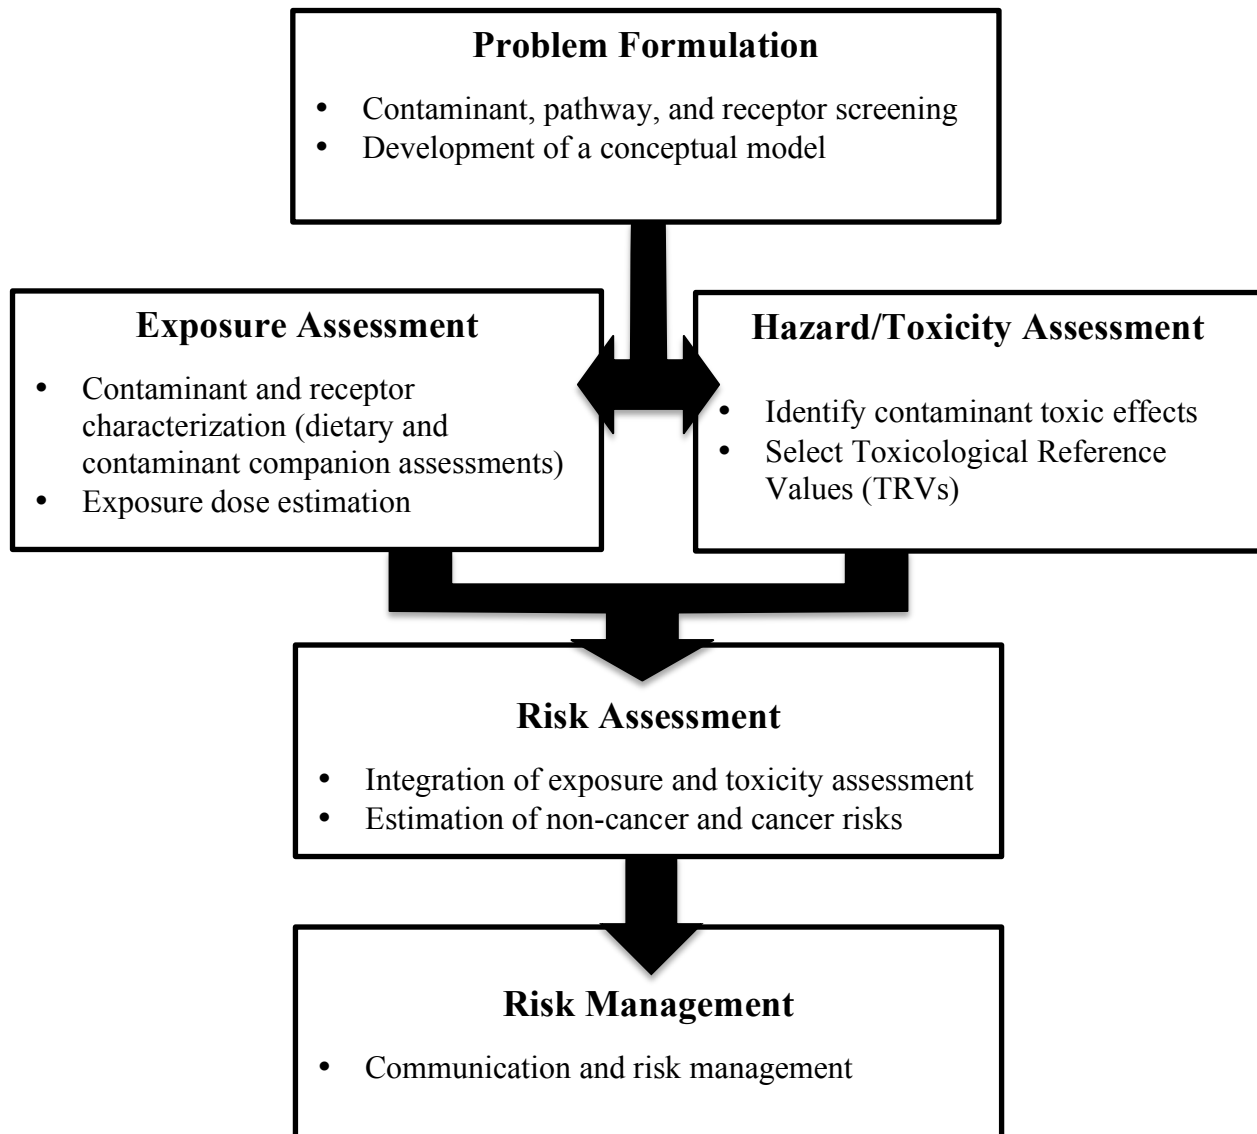 Problem Formulation
• Contaminant, pathway, and receptor screening
• Development of a conceptual model
Exposure Assessment
• Contaminant and receptor
characterization (dietary and
contaminant companion assessments)
• Exposure dose estimation
Hazard/Toxicity Assessment
• Identify contaminant toxic effects
• Select Toxicological Reference
Values (TRVs)
Risk Assessment
• Integration of exposure and toxicity assessment
• Estimation of non-cancer and cancer risks
Risk Management
• Communication and risk management